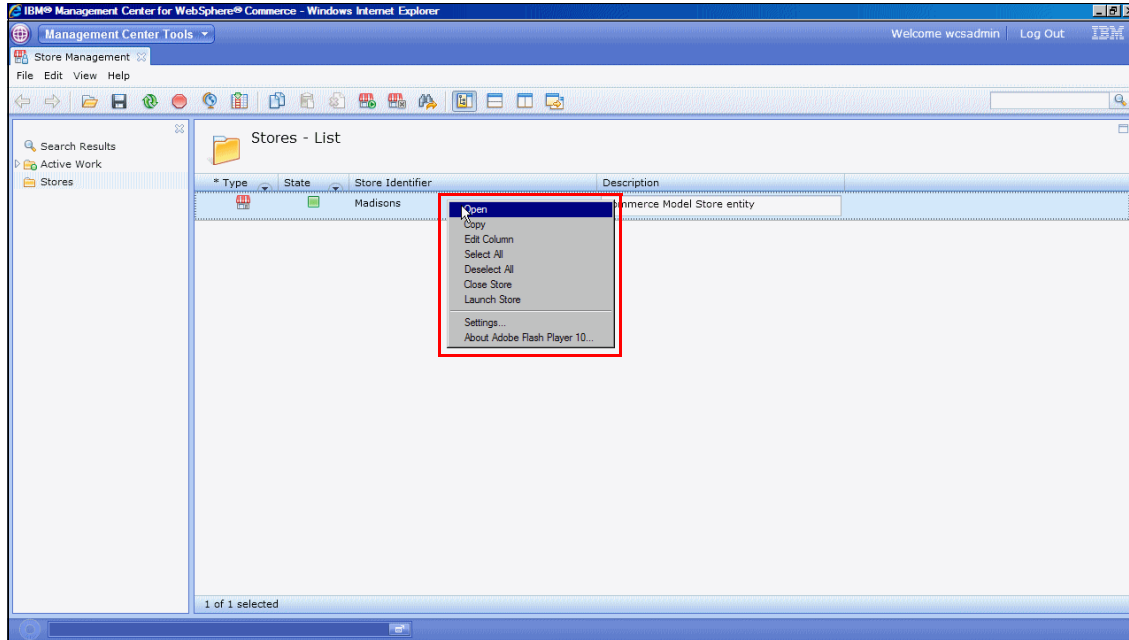 IBM® Management Center for WebSphere® Commerce - Windows Internet Explorer
Management Center Tools
Welcome wcsadmin Log Out IBM
Store Management
File Edit View Help
Stores - List
Search Results
Active Work
Stores
* Type State Store Identifier Description
Madisons ommerce Model Store entity
Open
Copy
Edit Column
Select All
Deselect All
Close Store
Launch Store
Settings...
About Adobe Flash Player 10...
1 of 1 selected